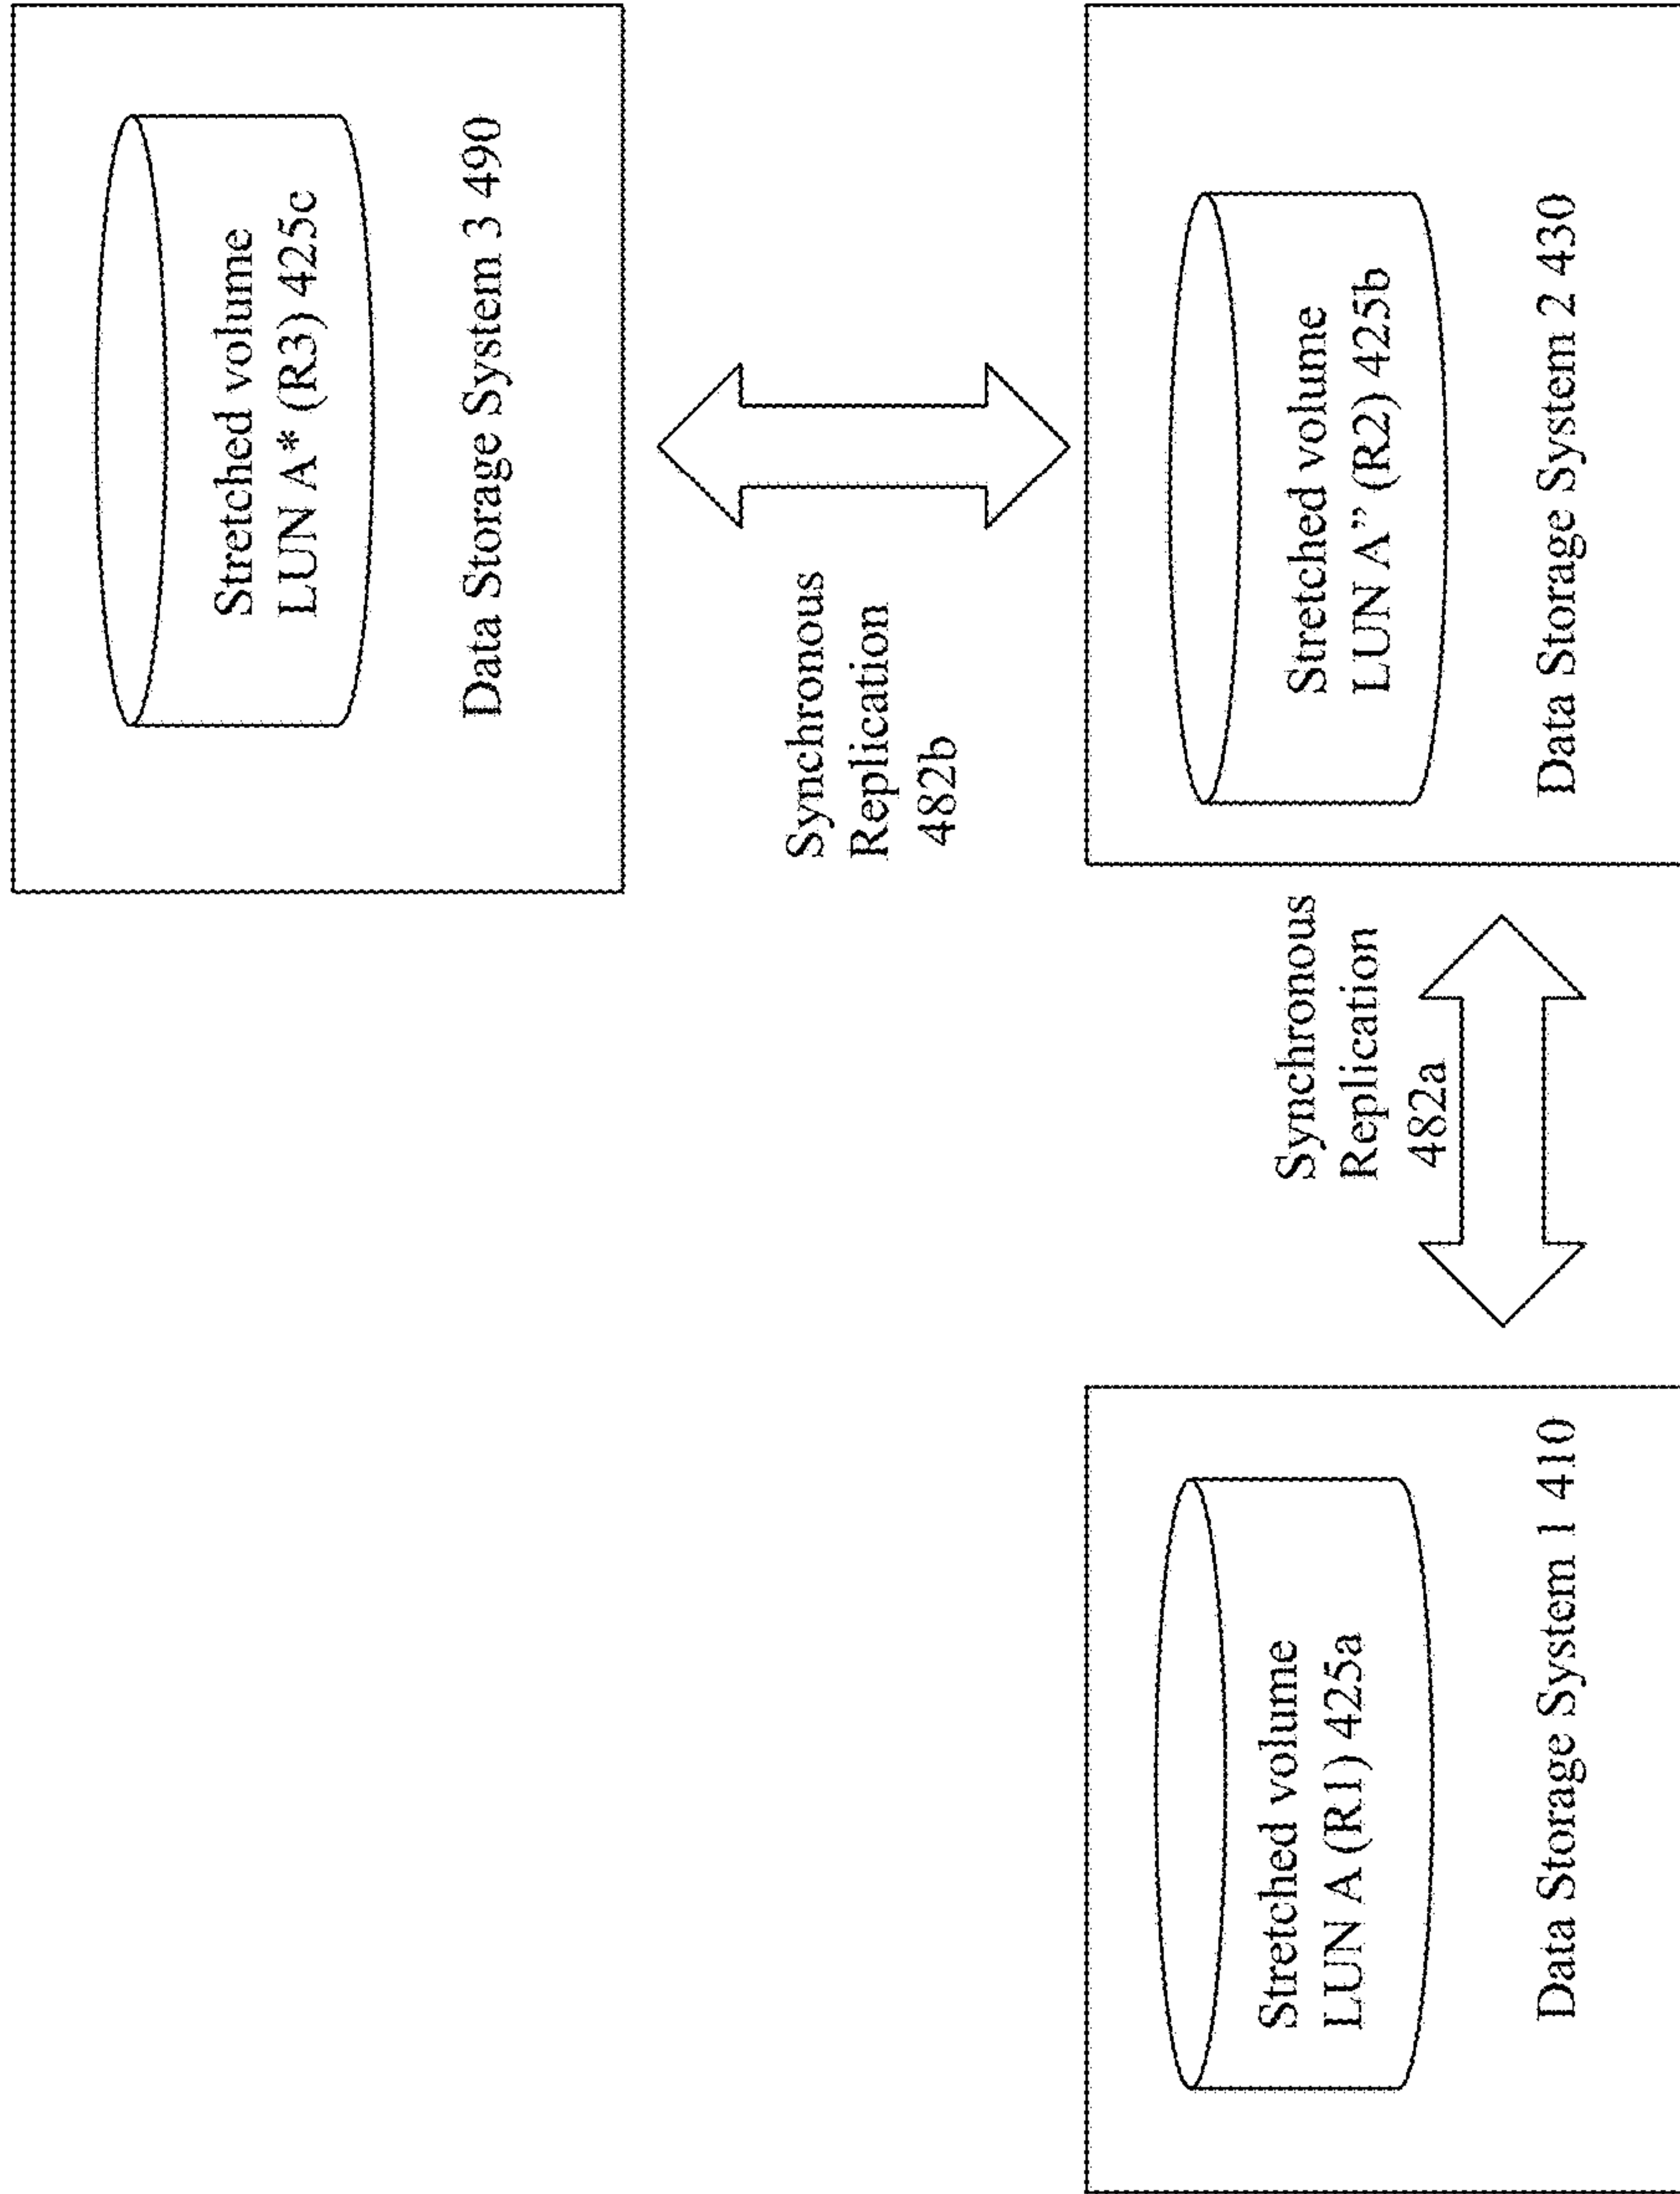 Stretched volume
LUN A* (R3) 425c
Data Storage System 3 490
Synchronous
Replication
482b
Stretched volume
LUN A (R1) 425a
Data Storage System 1 410
Synchronous
Replication
482a
Stretched volume
LUN A” (R2) 425b
Data Storage System 2 430